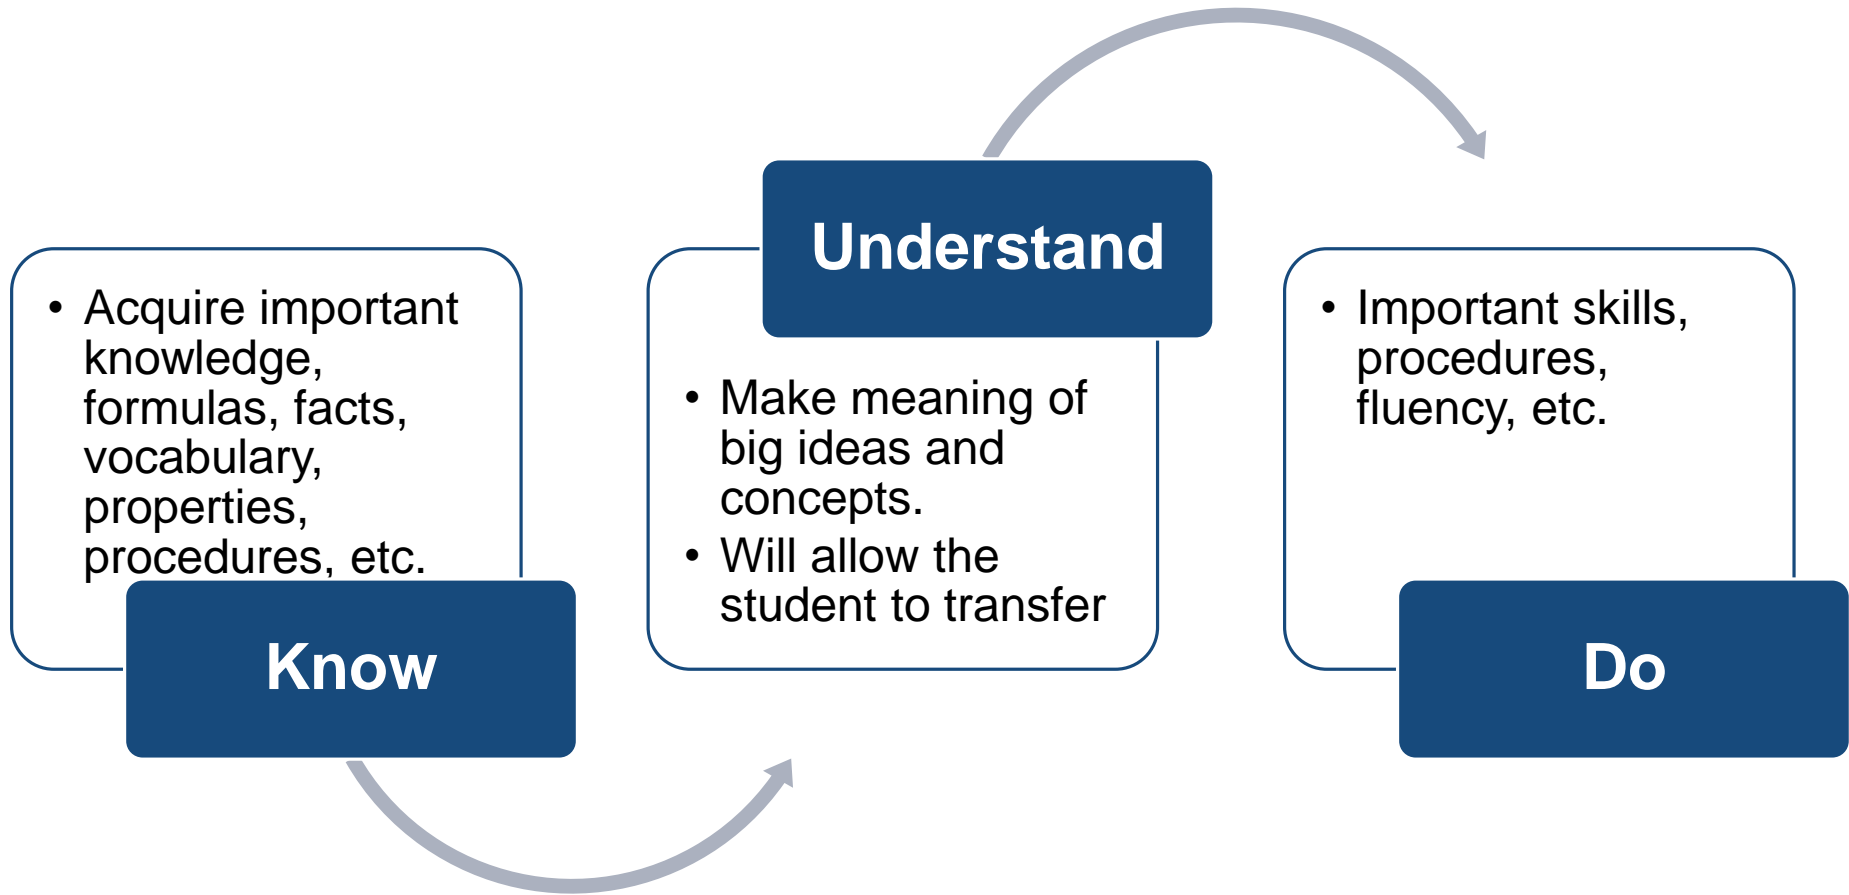 • Acquire important
knowledge,
formulas, facts,
vocabulary,
properties,
procedures, etc.
Know
Understand
• Make meaning of
big ideas and
concepts.
• Will allow the
student to transfer
• Important skills,
procedures,
fluency, etc.
Do